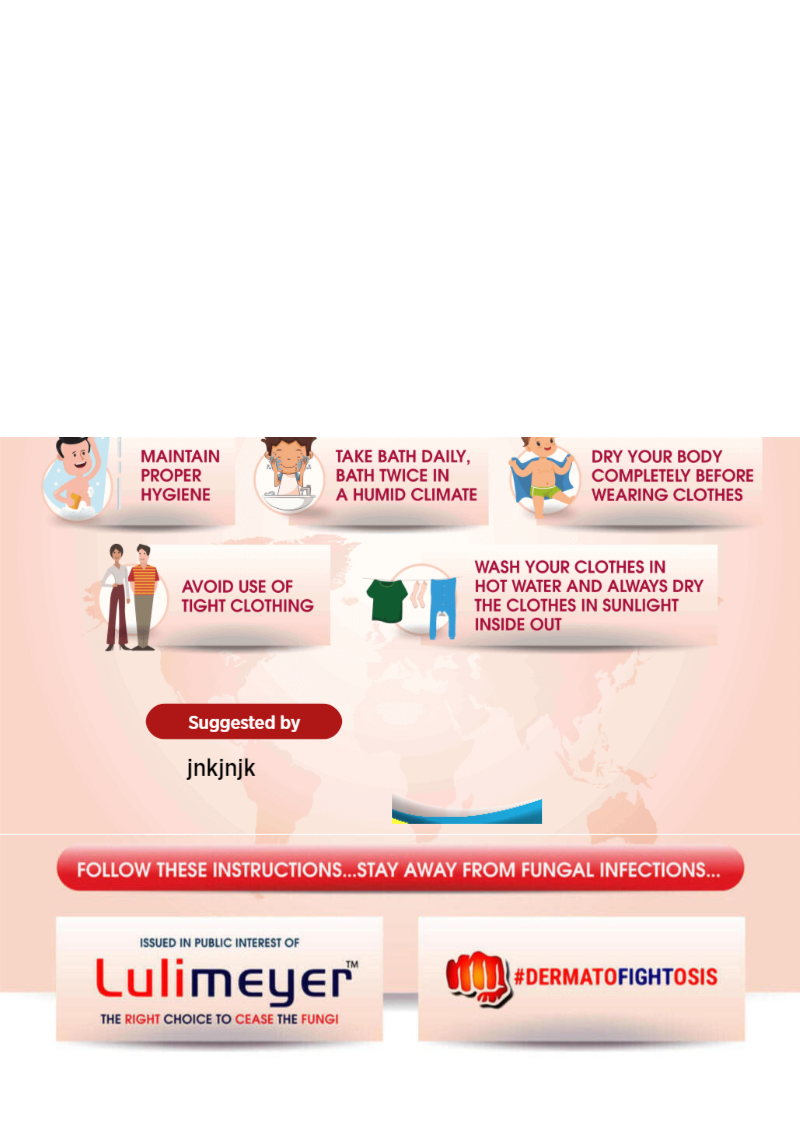 MAINTAIN
PROPER
HYGIENE
TAKE BATH DAILY,
BATH TWICE IN
A HUMID CLIMATE
DRY YOUR BODY
COMPLETELY BEFORE
WEARING CLOTHES
AVOID USE OF
TIGHT CLOTHING
WASH YOUR CLOTHES IN
HOT WATER AND ALWAYS DRY
THE CLOTHES IN SUNLIGHT
INSIDE OUT
Suggested by
jnkjnjk
FOLLOW THESE INSTRUCTIONS...STAY AWAY FROM FUNGAL INFECTIONS...
ISSUED IN PUBLIC INTEREST OF
Lulimeyer™
THE RIGHT CHOICE TO CEASE THE FUNGI
#DERMATOFIGHTOSIS